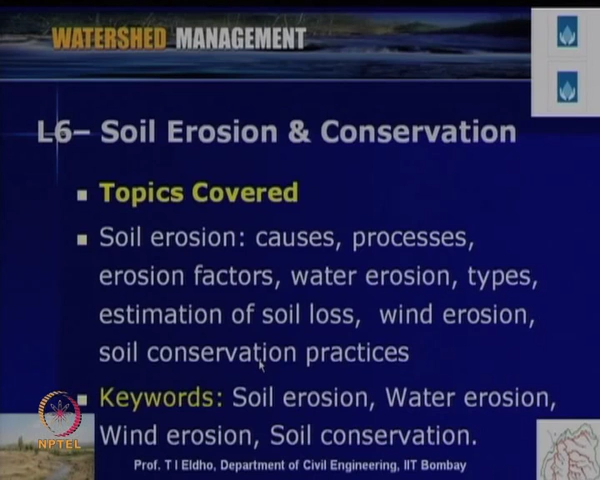 WATERSHED MANAGEMENT
L6– Soil Erosion & Conservation
Topics Covered
Soil erosion: causes, processes,
erosion factors, water erosion, types,
estimation of soil loss,  wind erosion,
soil conservation practices
Keywords: Soil erosion, Water erosion,
Wind erosion, Soil conservation.
NPTEL
Prof. T I Eldho, Department of Civil Engineering, IIT Bombay